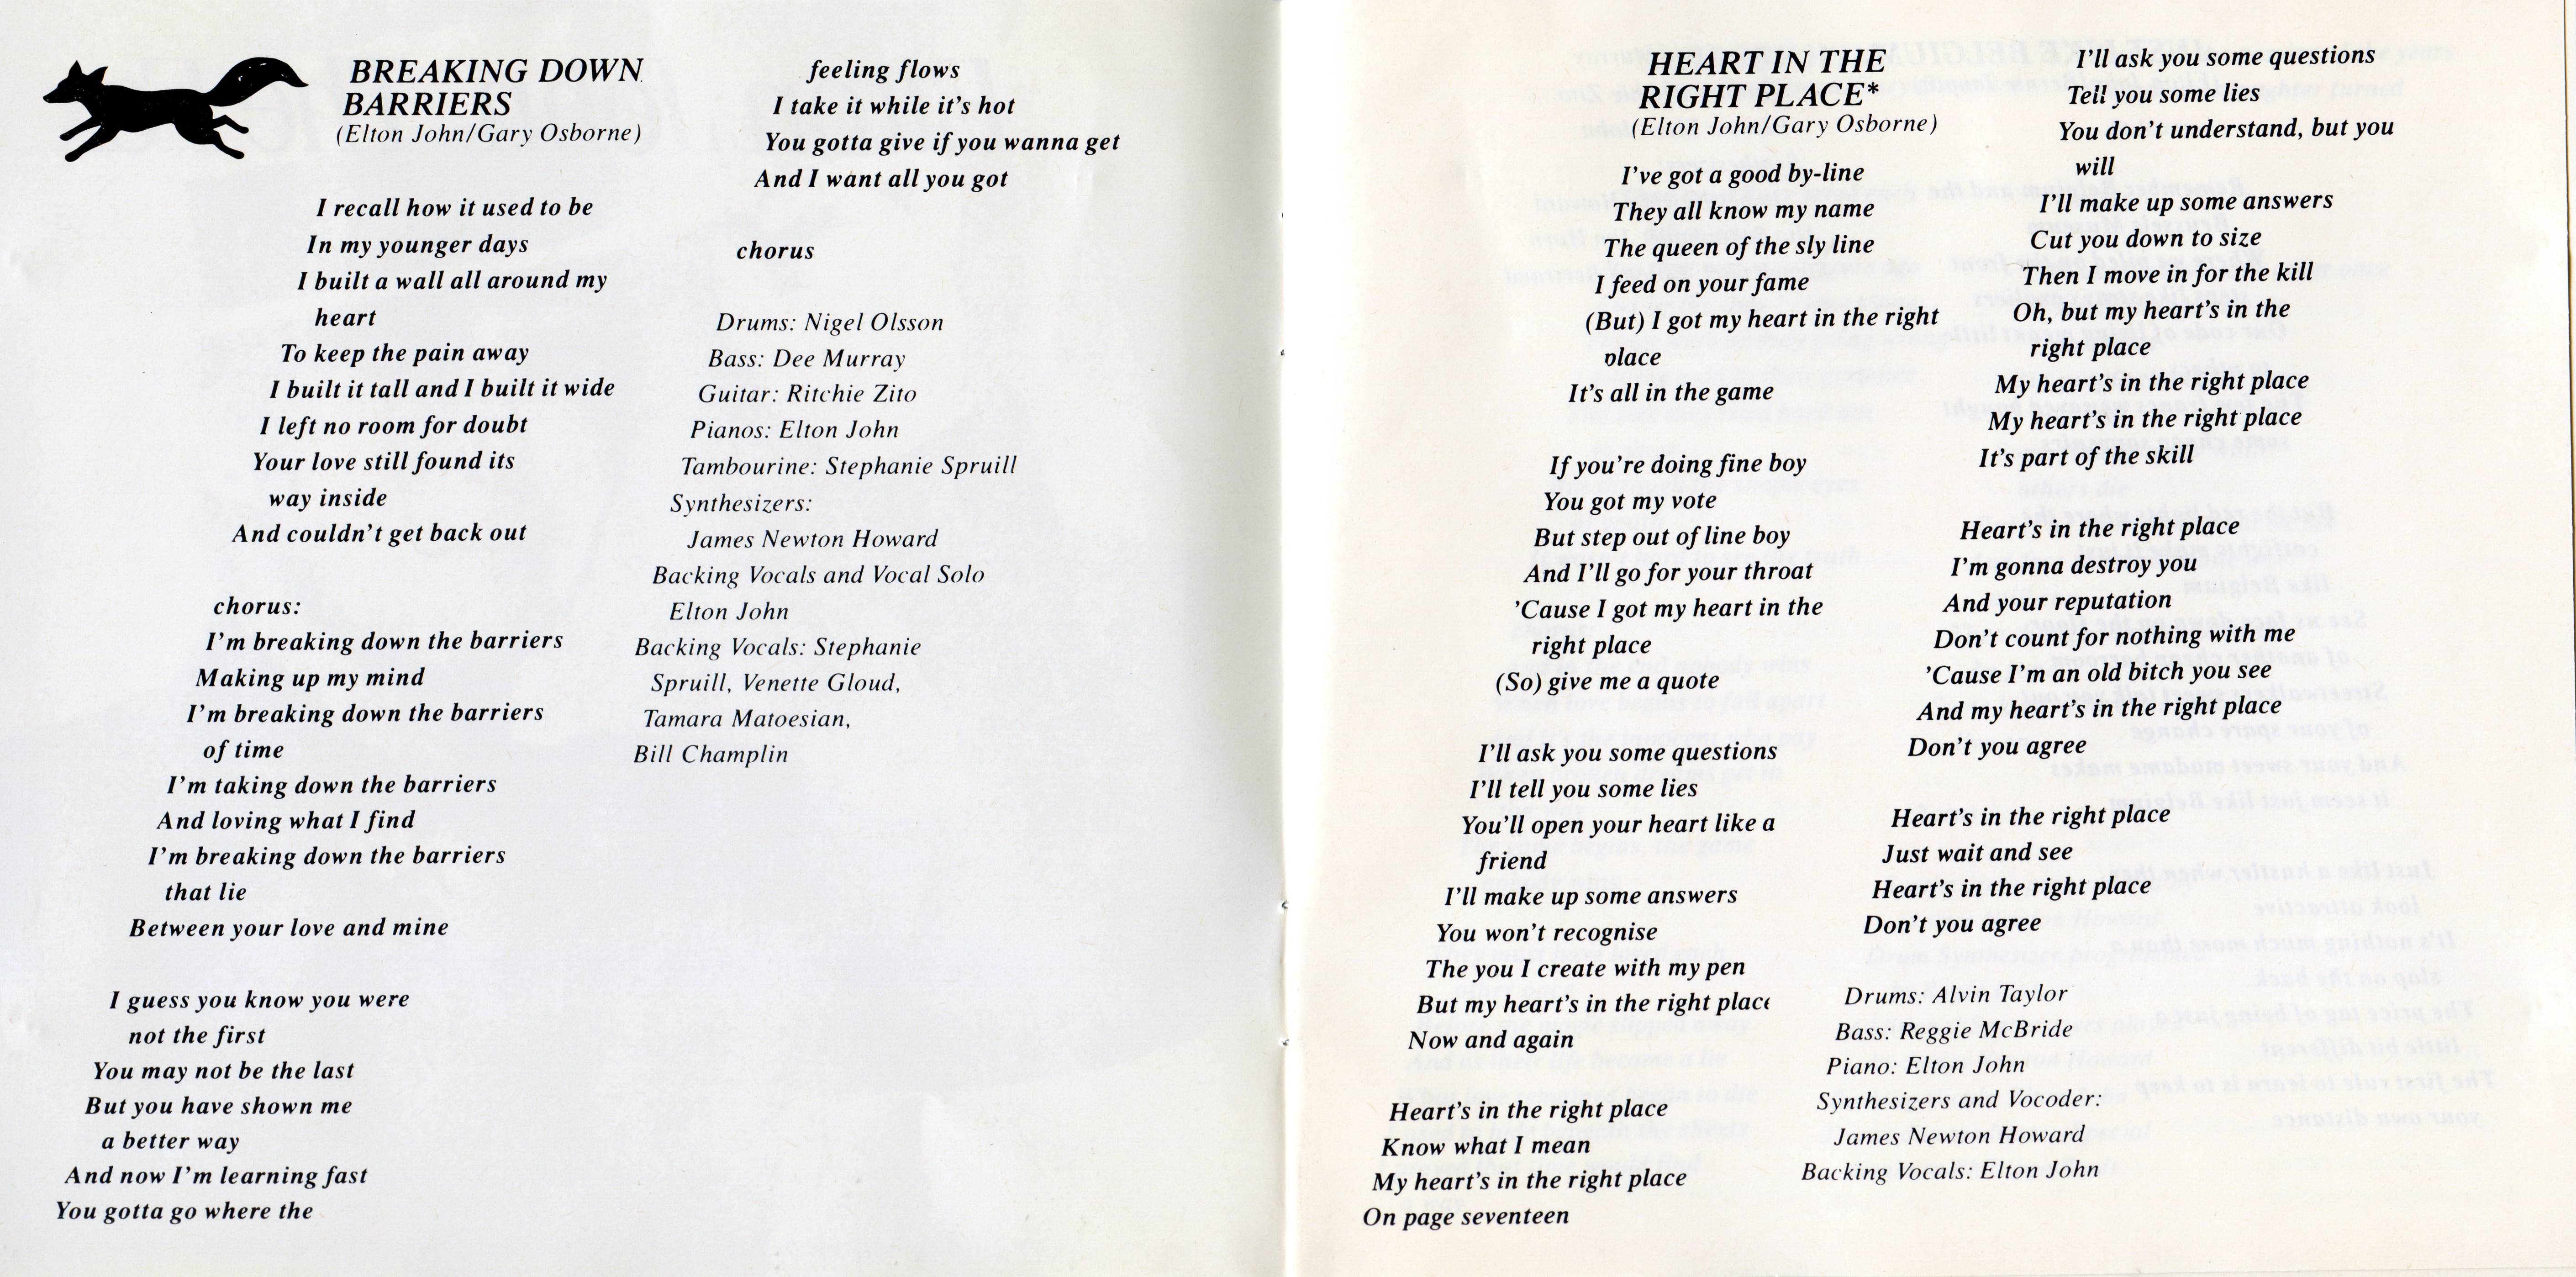 BREAKING DOWN
BARRIERS
(Elton John/Gary Osborne)
I recall how it used to be
In my younger days
I built a wall all around my
heart
To keep the pain away
I built it tall and I built it wide
I left no room for doubt
Your love still found its
way inside
And couldn't get back out
chorus:
I'm breaking down the barriers
Making up my mind
I'm breaking down the barriers
of time
I'm taking down the barriers
And loving what I find
I'm breaking down the barriers
that lie
Between your love and mine
I guess you know you were
not the first
You may not be the last
But you have shown me
a better way
And now I'm learning fast
You gotta go where the
feeling flows
I take it while it's hot
You gotta give if you wanna get
And I want all you got
chorus
Drums: Nigel Olsson
Bass: Dee Murray
Guitar: Ritchie Zito
Pianos: Elton John
Tambourine: Stephanie Spruill
Synthesizers:
James Newton Howard
Backing Vocals and Vocal Solo
Elton John
Backing Vocals: Stephanie
Spruill, Venette Gloud,
Tamara Matoesian,
Bill Champlin
HEART IN THE
RIGHT PLACE*
(Elton John/Gary Osborne)
I've got a good by-line
They all know my name
The queen of the sly line
I feed on your fame
(But) I got my heart in the right
place
It's all in the game
If you're doing fine boy
You got my vote
But step out of line boy
And I'll go for your throat
'Cause I got my heart in the
right place
(So) give me a quote
I'll ask you some questions
I'll tell you some lies
You'll open your heart like a
friend
I'll make up some answers
You won't recognise
The you I create with my pen
But my heart's in the right place
Now and again
Heart's in the right place
Know what I mean
My heart's in the right place
On page seventeen
I'll ask you some questions
Tell you some lies
You don't understand, but you
will
I'll make up some answers
Cut you down to size
Then I move in for the kill
Oh, but my heart's in the
right place
My heart's in the right place
My heart's in the right place
It's part of the skill
Heart's in the right place
I'm gonna destroy you
And your reputation
Don't count for nothing with me
'Cause I'm an old bitch you see
And my heart's in the right place
Don't you agree
Heart's in the right place
Just wait and see
Heart's in the right place
Don't you agree
Drums: Alvin Taylor
Bass: Reggie McBride
Piano: Elton John
Synthesizers and Vocoder:
James Newton Howard
Backing Vocals: Elton John